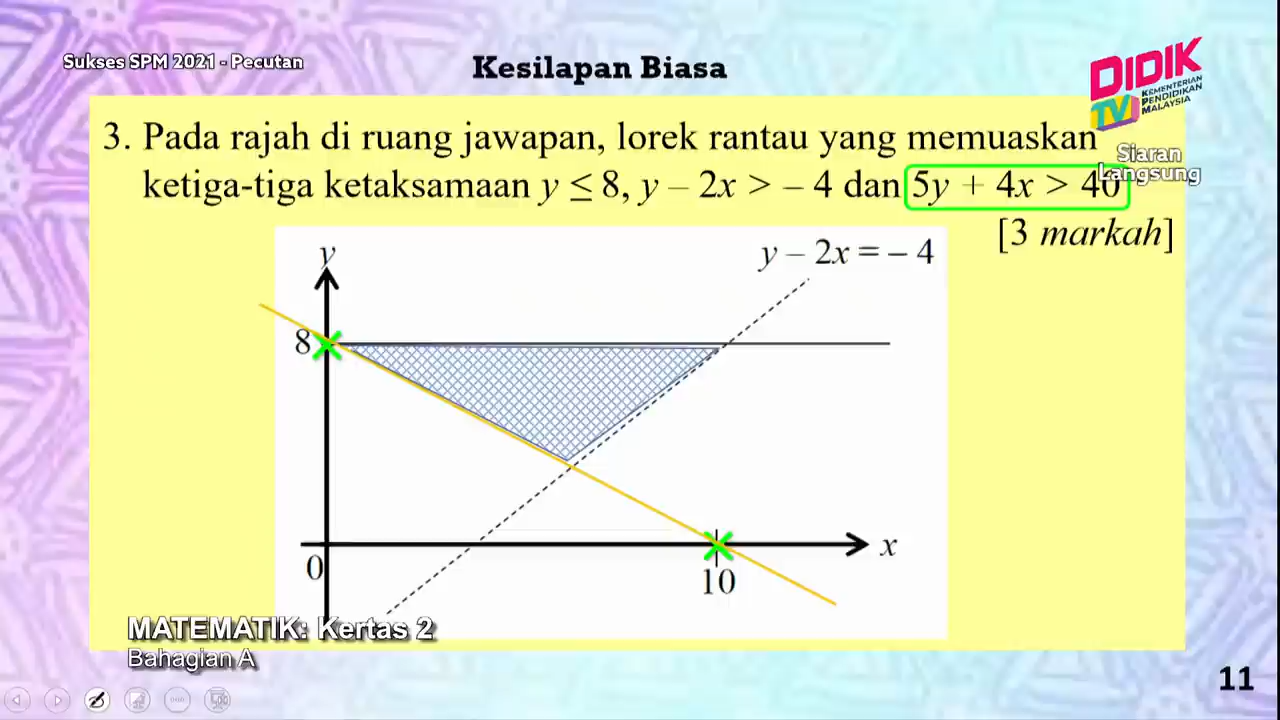 Sukses SPM 2021 - Pecutan
Kesilapan Biasa
DIDIK
TV
KEMENTERIAN
PENDIDIKAN
MALAYSIA
Siaran
Langsung
3. Pada rajah di ruang jawapan, lorek rantau yang memuaskan
ketiga-tiga ketaksamaan y ≤ 8, y – 2x > – 4 dan 5y + 4x > 40
[3 markah]
y
y – 2x = – 4
8
x
0
10
MATEMATIK: Kertas 2
Bahagian A
11